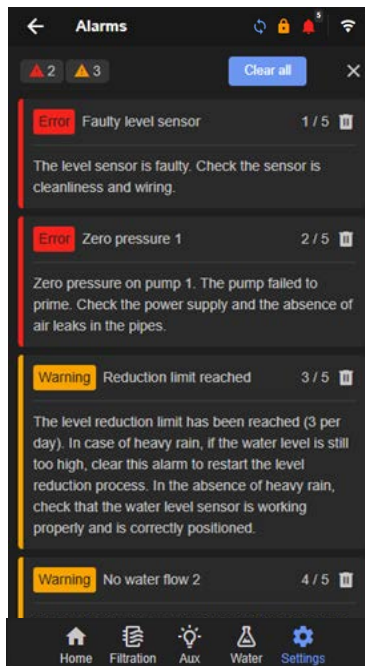 Alarms 5
2 3 Clear all
Error Faulty level sensor 1 / 5
The level sensor is faulty. Check the sensor is
cleanliness and wiring.
Error Zero pressure 1 2 / 5
Zero pressure on pump 1. The pump failed to
prime. Check the power supply and the absence of
air leaks in the pipes.
Warning Reduction limit reached 3 / 5
The level reduction limit has been reached (3 per
day). In case of heavy rain, if the water level is still
too high, clear this alarm to restart the level
reduction process. In the absence of heavy rain,
check that the water level sensor is working
properly and is correctly positioned.
Warning No water flow 2 4 / 5
Home Filtration Aux Water Settings